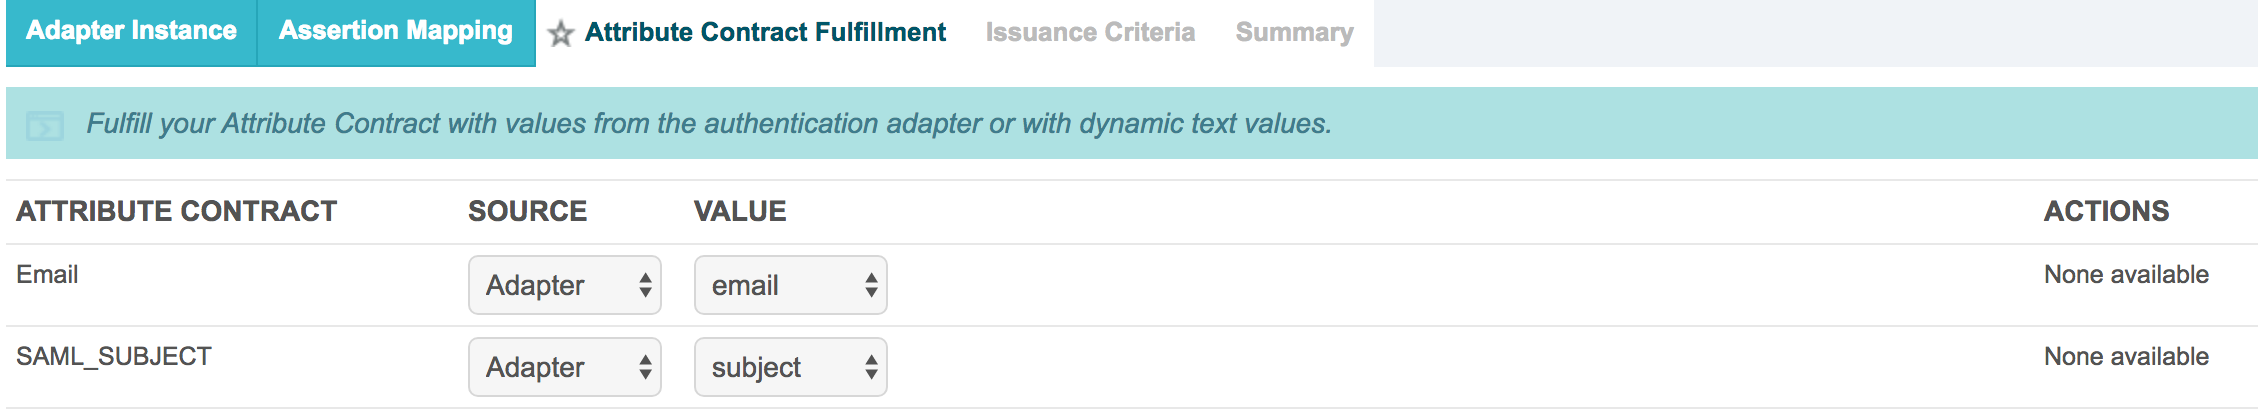 Adapter Instance Assertion Mapping Attribute Contract Fulfillment Issuance Criteria Summary
Fulfill your Attribute Contract with values from the authentication adapter or with dynamic text values.
ATTRIBUTE CONTRACT SOURCE VALUE ACTIONS
Email Adapter email None available
SAML_SUBJECT Adapter subject None available